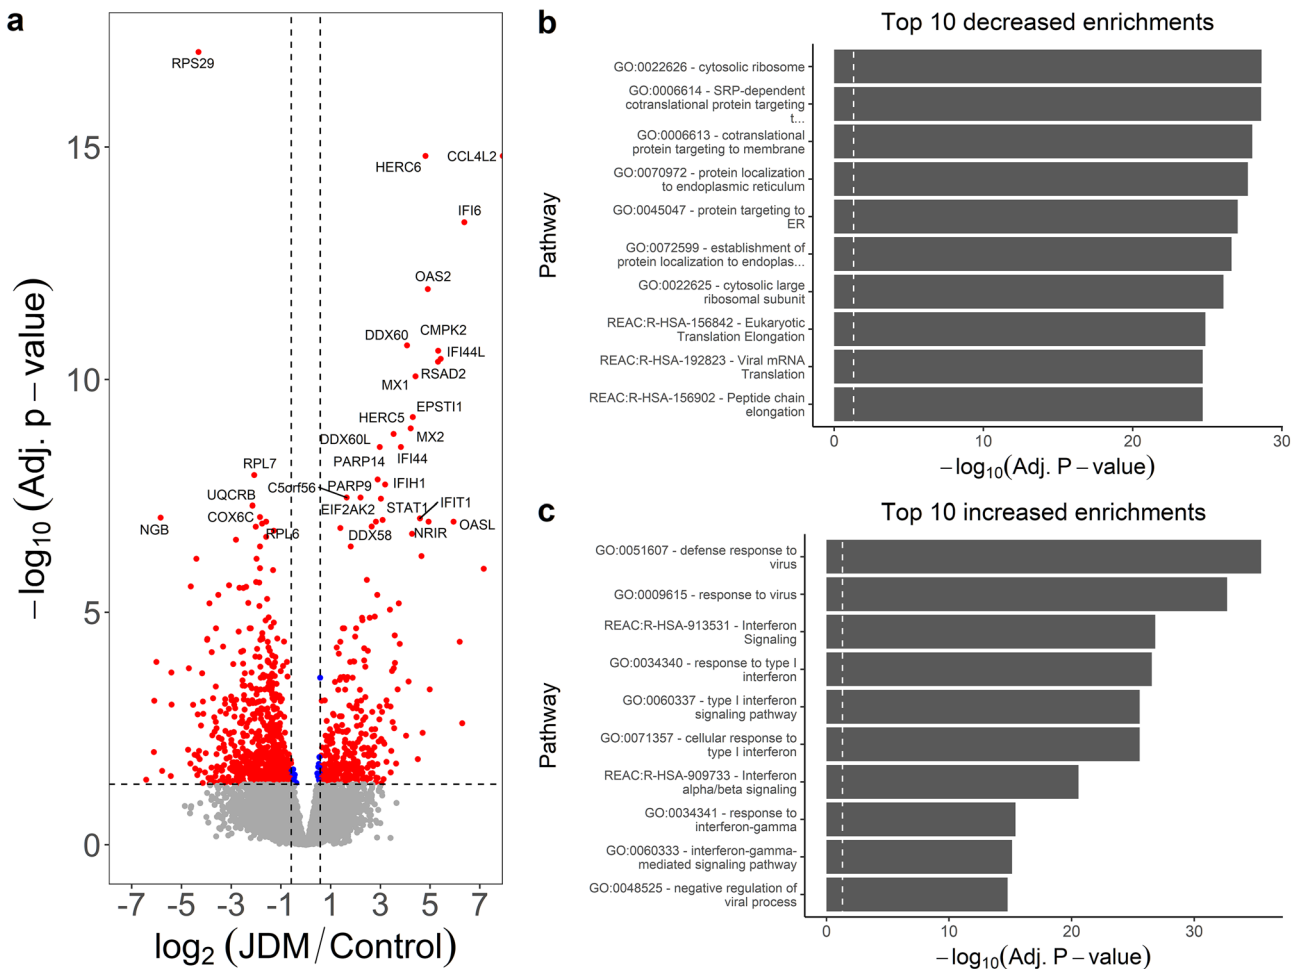 a
RPS29
HERC6
CCL4L2
IFI6
OAS2
CMPK2
DDX60
IFI44L
RSAD2
MX1
EPSTI1
HERC5
MX2
DDX60L
IFI44
PARP14
RPL7
C5orf56
PARP9
IFIH1
UQCRB
EIF2AK2
STAT1
IFIT1
COX6C
OASL
NGB
RPL6
DDX58
NRIR
15
10
5
0
−log10 (Adj. p−value)
-7 -5 -3 -1 1 3 5 7
log2 (JDM/Control)
b
Top 10 decreased enrichments
GO:0022626 - cytosolic ribosome
GO:0006614 - SRP-dependent
cotranslational protein targeting
t...
GO:0006613 - cotranslational
protein targeting to membrane
GO:0070972 - protein localization
to endoplasmic reticulum
GO:0045047 - protein targeting to
ER
GO:0072599 - establishment of
protein localization to endoplas...
GO:0022625 - cytosolic large
ribosomal subunit
REAC:R-HSA-156842 - Eukaryotic
Translation Elongation
REAC:R-HSA-192823 - Viral mRNA
Translation
REAC:R-HSA-156902 - Peptide chain
elongation
Pathway
0 10 20 30
−log10(Adj. P−value)
c
Top 10 increased enrichments
GO:0051607 - defense response to
virus
GO:0009615 - response to virus
REAC:R-HSA-913531 - Interferon
Signaling
GO:0034340 - response to type I
interferon
GO:0060337 - type I interferon
signaling pathway
GO:0071357 - cellular response to
type I interferon
REAC:R-HSA-909733 - Interferon
alpha/beta signaling
GO:0034341 - response to
interferon-gamma
GO:0060333 - interferon-gamma-
mediated signaling pathway
GO:0048525 - negative regulation of
viral process
Pathway
0 10 20 30
−log10(Adj. P−value)